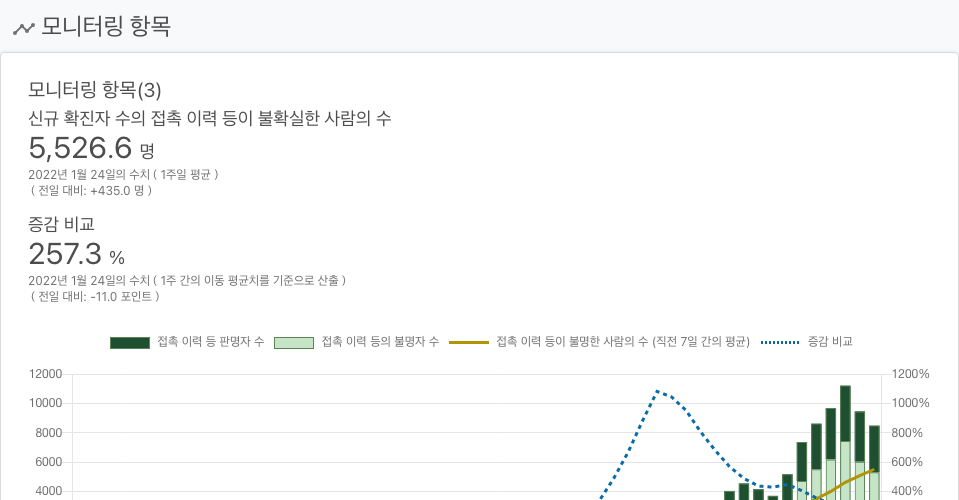 모니터링 항목
모니터링 항목(3)
신규 확진자 수의 접촉 이력 등이 불확실한 사람의 수
5,526.6 명
2022년 1월 24일의 수치 ( 1주일 평균 )
( 전일 대비: +435.0 명 )
증감 비교
257.3 %
2022년 1월 24일의 수치 ( 1주 간의 이동 평균치를 기준으로 산출 )
( 전일 대비: -11.0 포인트 )
접촉 이력 등 판명자 수 접촉 이력 등의 불명자 수 접촉 이력 등이 불명한 사람의 수 (직전 7일 간의 평균) 증감 비교
12000 1200%
10000 1000%
8000 800%
6000 600%
4000 400%